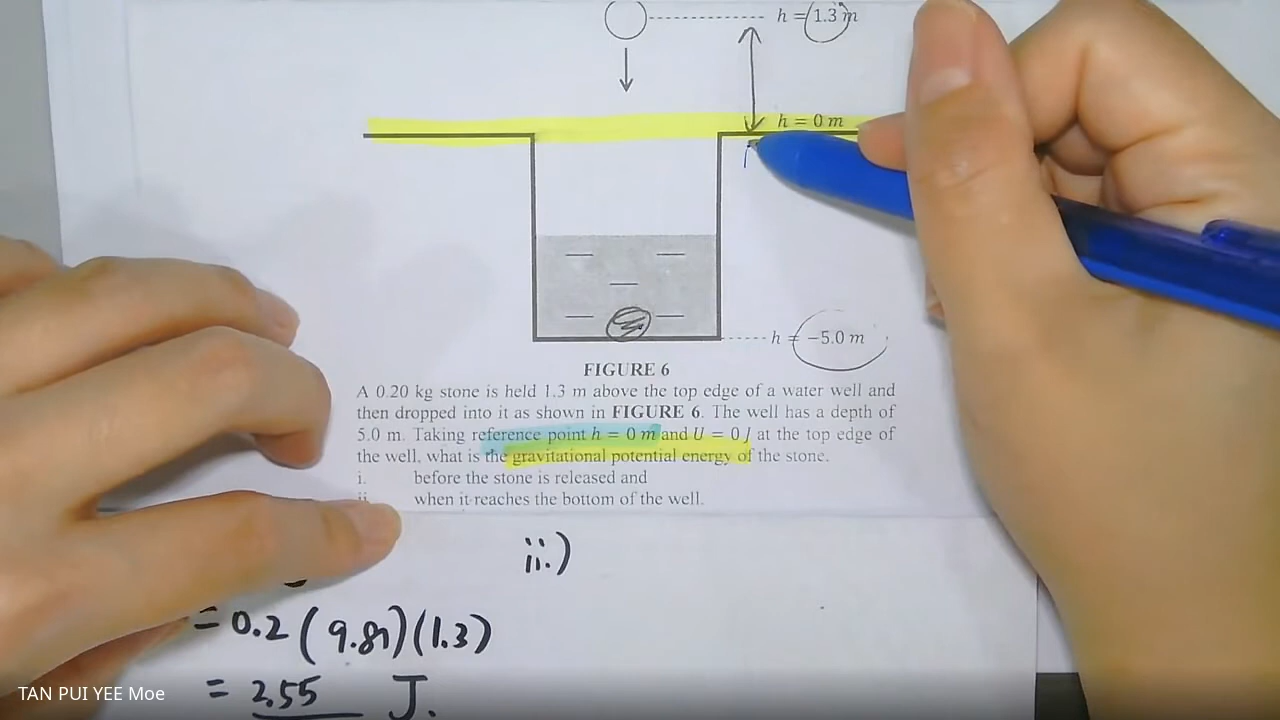 h = 1.3 m
h = 0 m
h = −5.0 m
FIGURE 6
A 0.20 kg stone is held 1.3 m above the top edge of a water well and
then dropped into it as shown in FIGURE 6. The well has a depth of
5.0 m. Taking reference point h = 0 m and U = 0 J at the top edge of
the well, what is the gravitational potential energy of the stone.
i. before the stone is released and
ii. when it reaches the bottom of the well.
ii.)
= 0.2 (9.81)(1.3)
= 2.55 J.
TAN PUI YEE Moe